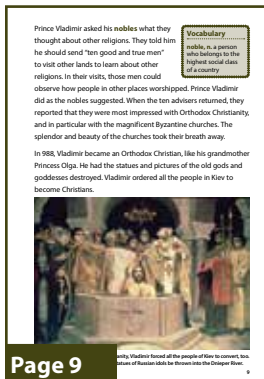 Prince Vladimir asked his nobles what they
thought about other religions. They told him
he should send “ten good and true men”
to visit other lands to learn about other
religions. In their visits, those men could
observe how people in other places worshipped. Prince Vladimir
did as the nobles suggested. When the ten advisers returned, they
reported that they were most impressed with Orthodox Christianity,
and in particular with the magnificent Byzantine churches. The
splendor and beauty of the churches took their breath away.
Vocabulary
noble, n. a person
who belongs to the
highest social class
of a country
In 988, Vladimir became an Orthodox Christian, like his grandmother
Princess Olga. He had the statues and pictures of the old gods and
goddesses destroyed. Vladimir ordered all the people in Kiev to
become Christians.
Vladimir forced all the people of Kiev to convert, too.
of Russian idols be thrown into the Dnieper River.
9
Page 9